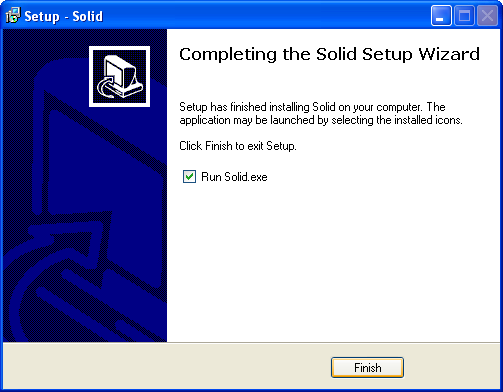 Setup - Solid
Completing the Solid Setup Wizard
Setup has finished installing Solid on your computer. The
application may be launched by selecting the installed icons.
Click Finish to exit Setup.
Run Solid.exe
Finish